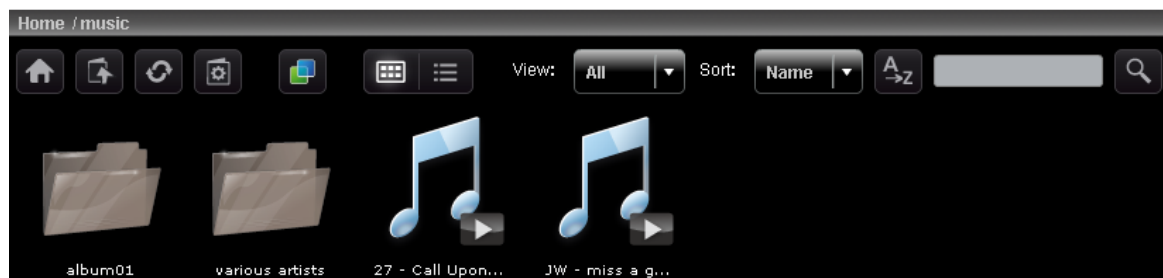 Home / music
View: All Sort: Name A→Z
album01 various artists 27 - Call Upon... JW - miss a g...